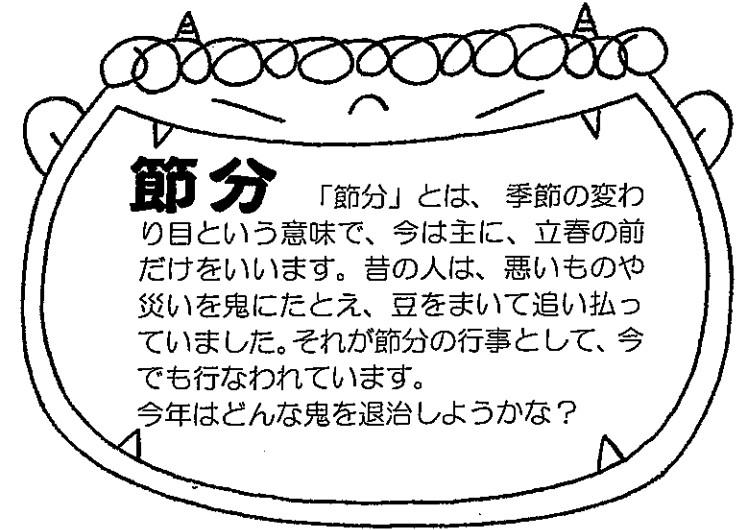 節分 「節分」とは、季節の変わ
り目という意味で、今は主に、立春の前
だけをいいます。昔の人は、悪いものや
災いを鬼にたとえ、豆をまいて追い払っ
ていました。それが節分の行事として、今
でも行なわれています。
今年はどんな鬼を退治しようかな？